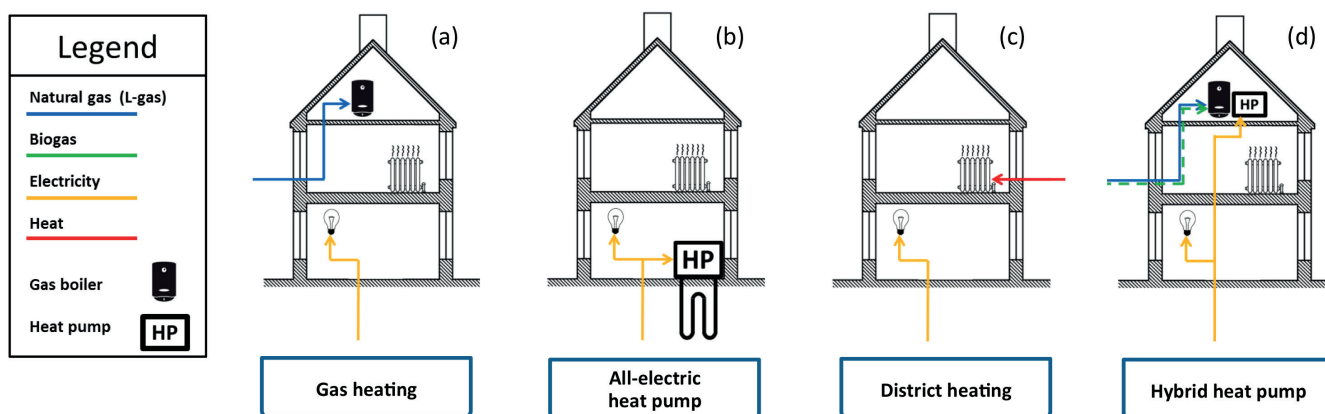 Legend
Natural gas (L-gas)
Biogas
Electricity
Heat
Gas boiler
Heat pump
HP
(a)
Gas heating
(b)
HP
All-electric
heat pump
(c)
District heating
(d)
HP
Hybrid heat pump